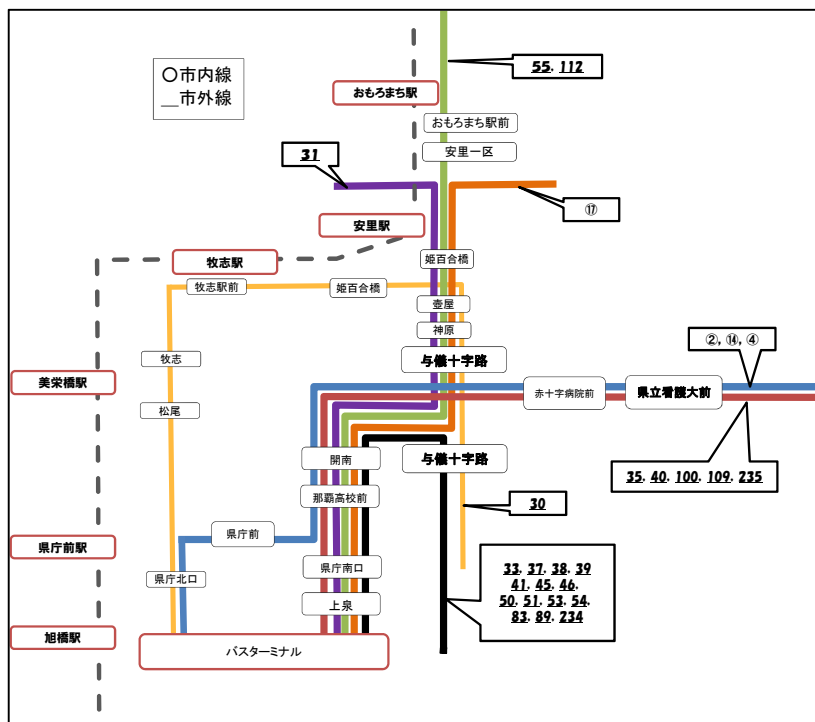 〇市内線
__市外線
おもろまち駅
55. 112
おもろまち駅前
安里一区
31
⑰
安里駅
牧志駅
姫百合橋
牧志駅前
姫百合橋
壺屋
神原
②, ⑭, ④
牧志
与儀十字路
美栄橋駅
赤十字病院前
県立看護大前
松尾
開南
与儀十字路
35. 40. 100. 109. 235
那覇高校前
30
県庁前
県庁前駅
県庁南口
33. 37. 38. 39
41. 45. 46.
50. 51. 53. 54.
83. 89. 234
県庁北口
上泉
旭橋駅
バスターミナル